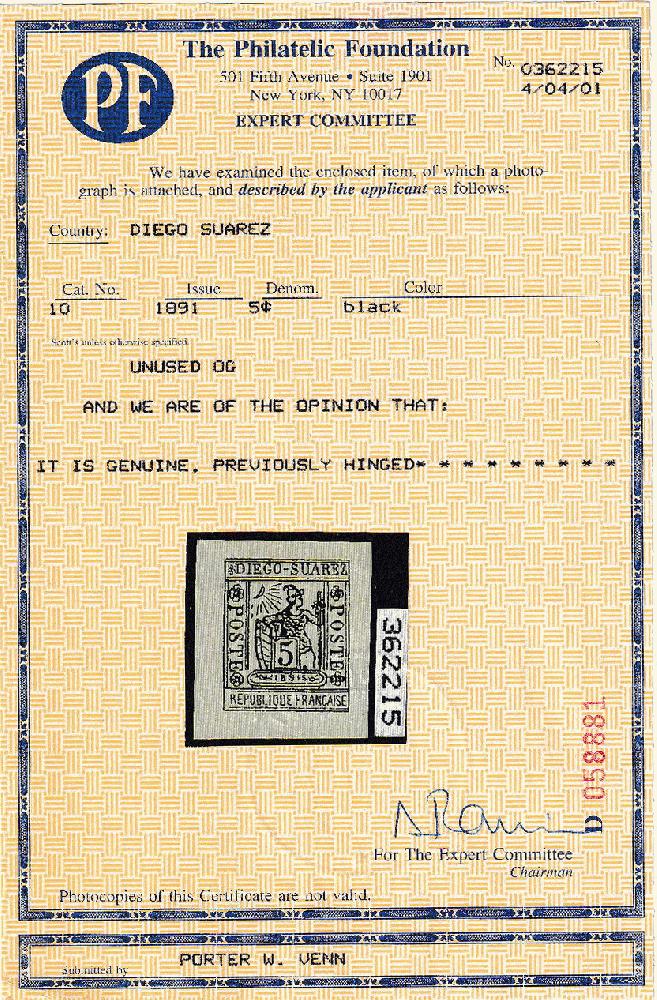 PF
The Philatelic Foundation
501 Fifth Avenue • Suite 1901
New York, NY 10017
EXPERT COMMITTEE
No. 0362215
4/04/01
We have examined the enclosed item, of which a photo-
graph is attached, and described by the applicant as follows:
Country: DIEGO SUAREZ
Cat. No. Issue Denom. Color
10 1891 5¢ black
Scott's unless otherwise specified.
UNUSED OG
AND WE ARE OF THE OPINION THAT:
IT IS GENUINE, PREVIOUSLY HINGED* * * * * * * * *
DIEGO-SUAREZ
POSTE
POSTE
5
REPUBLIQUE FRANCAISE
362215
D 058881
For The Expert Committee
Chairman
Photocopies of this Certificate are not valid.
Submitted by PORTER W. VENN